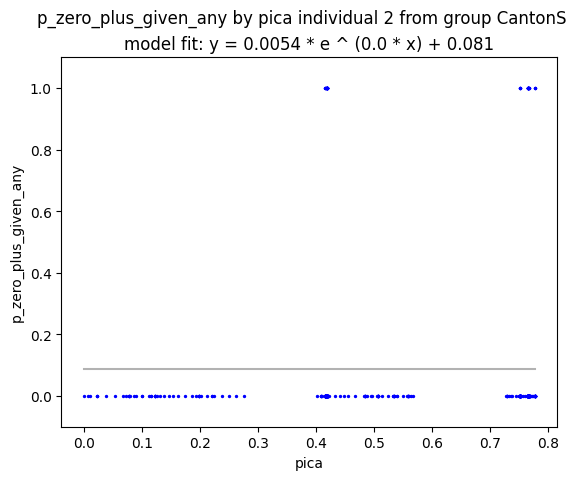 p_zero_plus_given_any by pica individual 2 from group CantonS
model fit: y = 0.0054 * e ^ (0.0 * x) + 0.081
1.0
0.8
0.6
0.4
0.2
0.0
p_zero_plus_given_any
0.0 0.1 0.2 0.3 0.4 0.5 0.6 0.7 0.8
pica